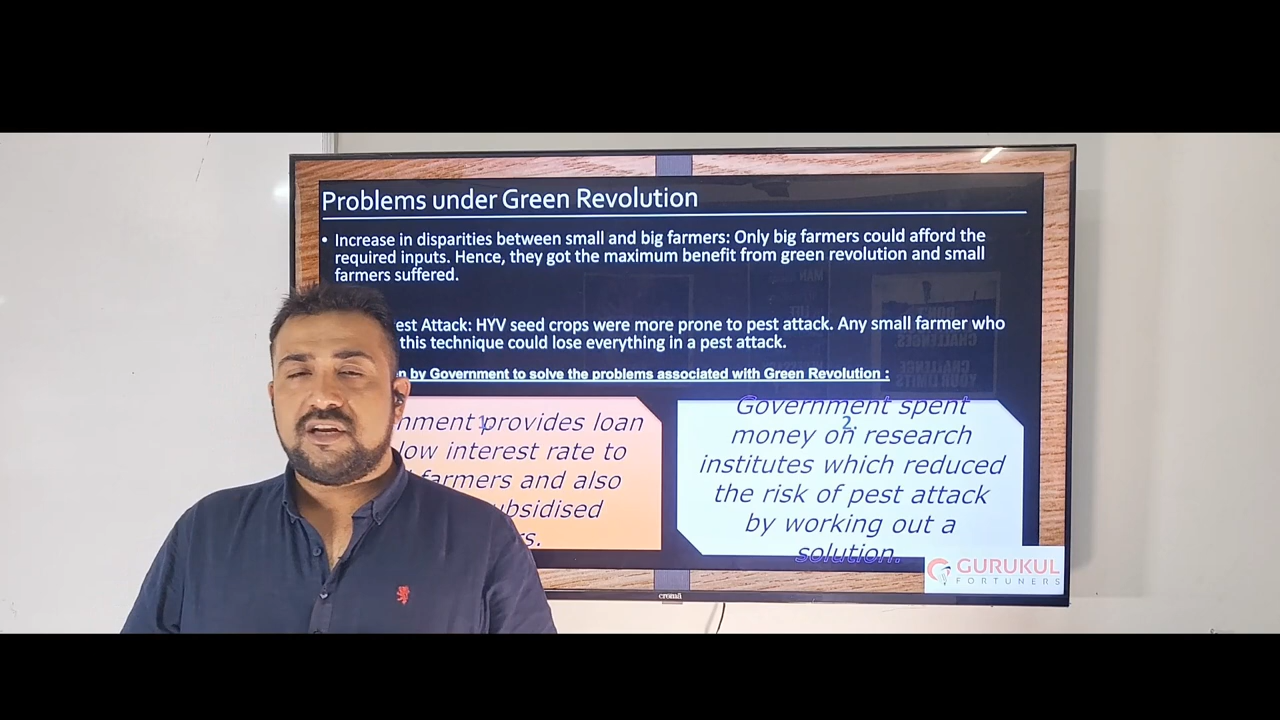 Problems under Green Revolution
• Increase in disparities between small and big farmers: Only big farmers could afford the
required inputs. Hence, they got the maximum benefit from green revolution and small
farmers suffered.
est Attack: HYV seed crops were more prone to pest attack. Any small farmer who
this technique could lose everything in a pest attack.
n by Government to solve the problems associated with Green Revolution :
1.
nment provides loan
low interest rate to
farmers and also
ubsidised
rs.
2.
Government spent
money on research
institutes which reduced
the risk of pest attack
by working out a
solution.
GURUKUL
FORTUNERS
croma